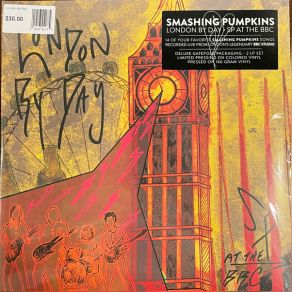 $30.00
SMASHING PUMPKINS
LONDON BY DAY • SP AT THE BBC
14 OF YOUR FAVORITE SMASHING PUMPKINS SONGS
RECORDED LIVE FROM LONDON'S LEGENDARY BBC STUDIO
DELUXE GATEFOLD PACKAGING • 2 LP SET
LIMITED PRESSING ON COLORED VINYL
PRESSED ON 180 GRAM VINYL
LONDON
BY DAY
SP
AT THE
BBC